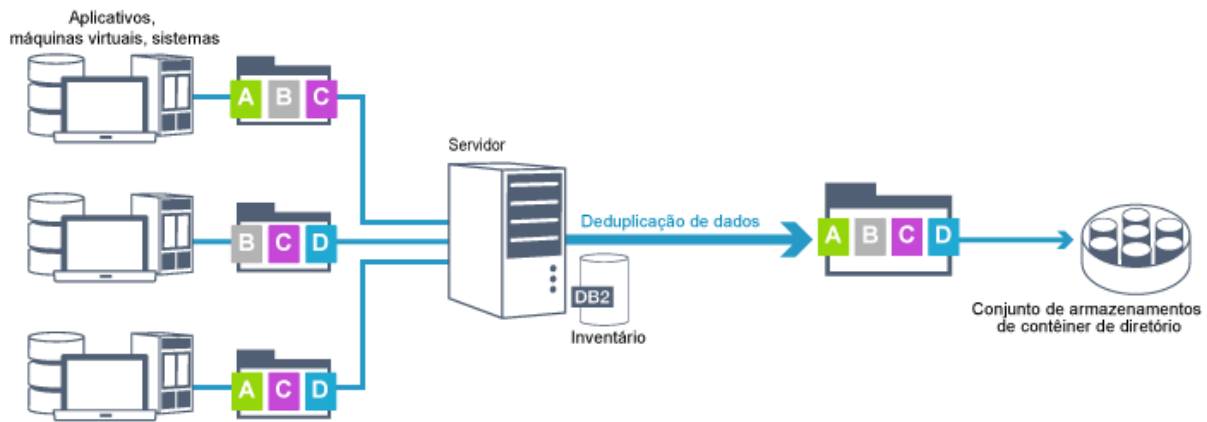 Aplicativos,
máquinas virtuais, sistemas
A B C
Servidor
B C D
Deduplicação de dados
A B C D
DB2
Inventário
Conjunto de armazenamentos
de contêiner de diretório
A C D